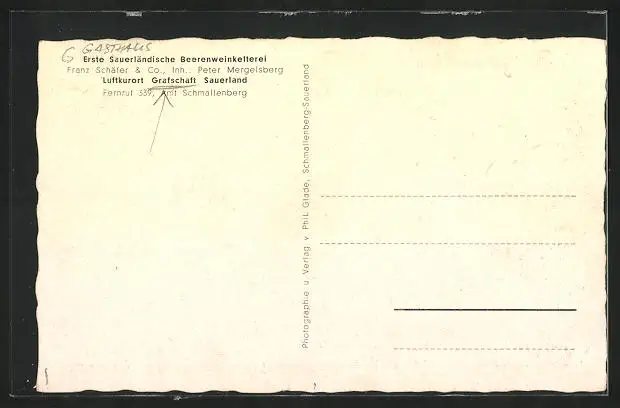 G GASTHAUS
Erste Sauerländische Beerenweinkelterei
Franz Schäfer & Co., Inh.: Peter Mergelsberg
Luftkurort Grafschaft Sauerland
Fernruf 339, Amt Schmallenberg
Photographie u. Verlag v. Phil. Glade, Schmallenberg-Sauerland